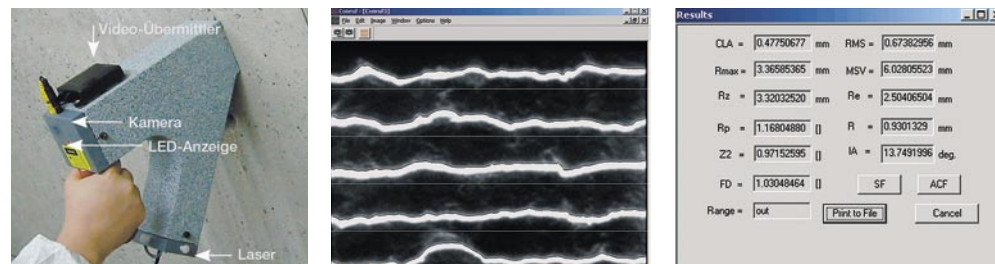 Video-Übermittler
Kamera
LED-Anzeige
Laser
File Edit Image Window Options Help
Results
CLA = 0.47750677 mm RMS = 0.67382956 mm
Rmax = 3.36585365 mm MSV = 6.02805523 mm
Rz = 3.32032520 mm Re = 2.50406504 mm
Rp = 1.16804880 [] R = 0.9301329 mm
Z2 = 0.97152595 [] IA = 13.7491996 deg.
FD = 1.03048464 [] SF ACF
Range = out Print to File Cancel